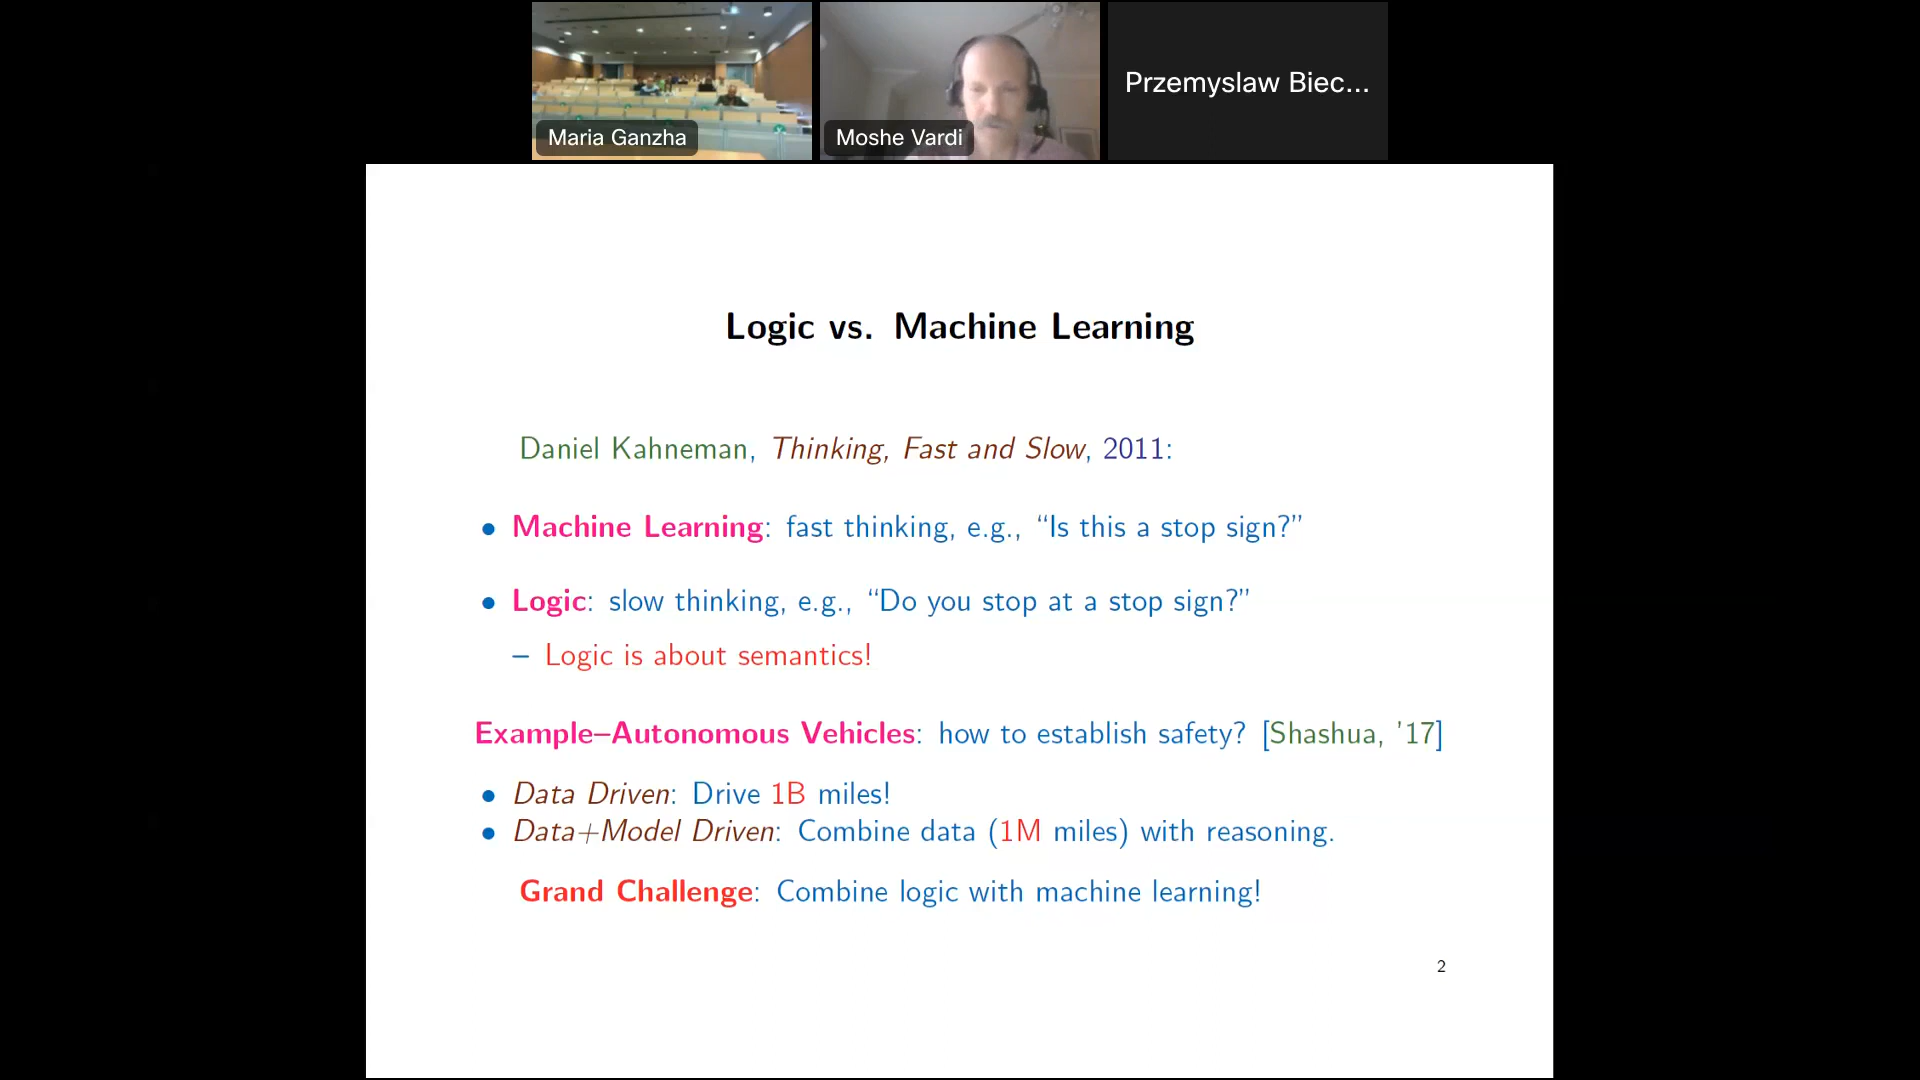 Maria Ganzha
Moshe Vardi
Przemyslaw Biec...
Logic vs. Machine Learning
Daniel Kahneman, Thinking, Fast and Slow, 2011:
• Machine Learning: fast thinking, e.g., “Is this a stop sign?”
• Logic: slow thinking, e.g., “Do you stop at a stop sign?”
– Logic is about semantics!
Example–Autonomous Vehicles: how to establish safety? [Shashua, ’17]
• Data Driven: Drive 1B miles!
• Data+Model Driven: Combine data (1M miles) with reasoning.
Grand Challenge: Combine logic with machine learning!
2